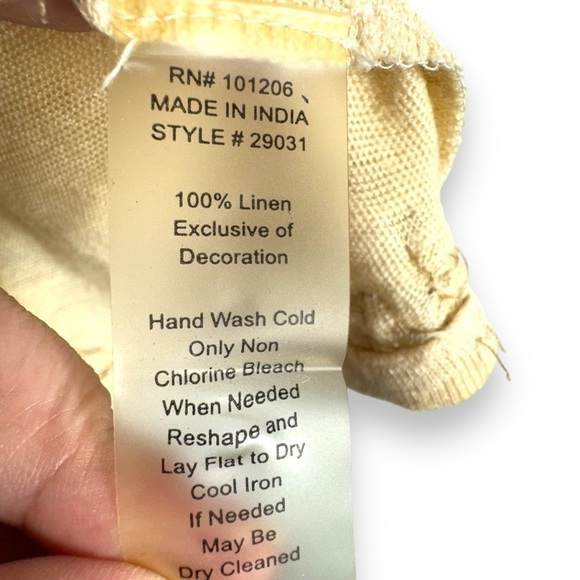 RN# 101206
MADE IN INDIA
STYLE # 29031
100% Linen
Exclusive of
Decoration
Hand Wash Cold
Only Non
Chlorine Bleach
When Needed
Reshape and
Lay Flat to Dry
Cool Iron
If Needed
May Be
Dry Cleaned